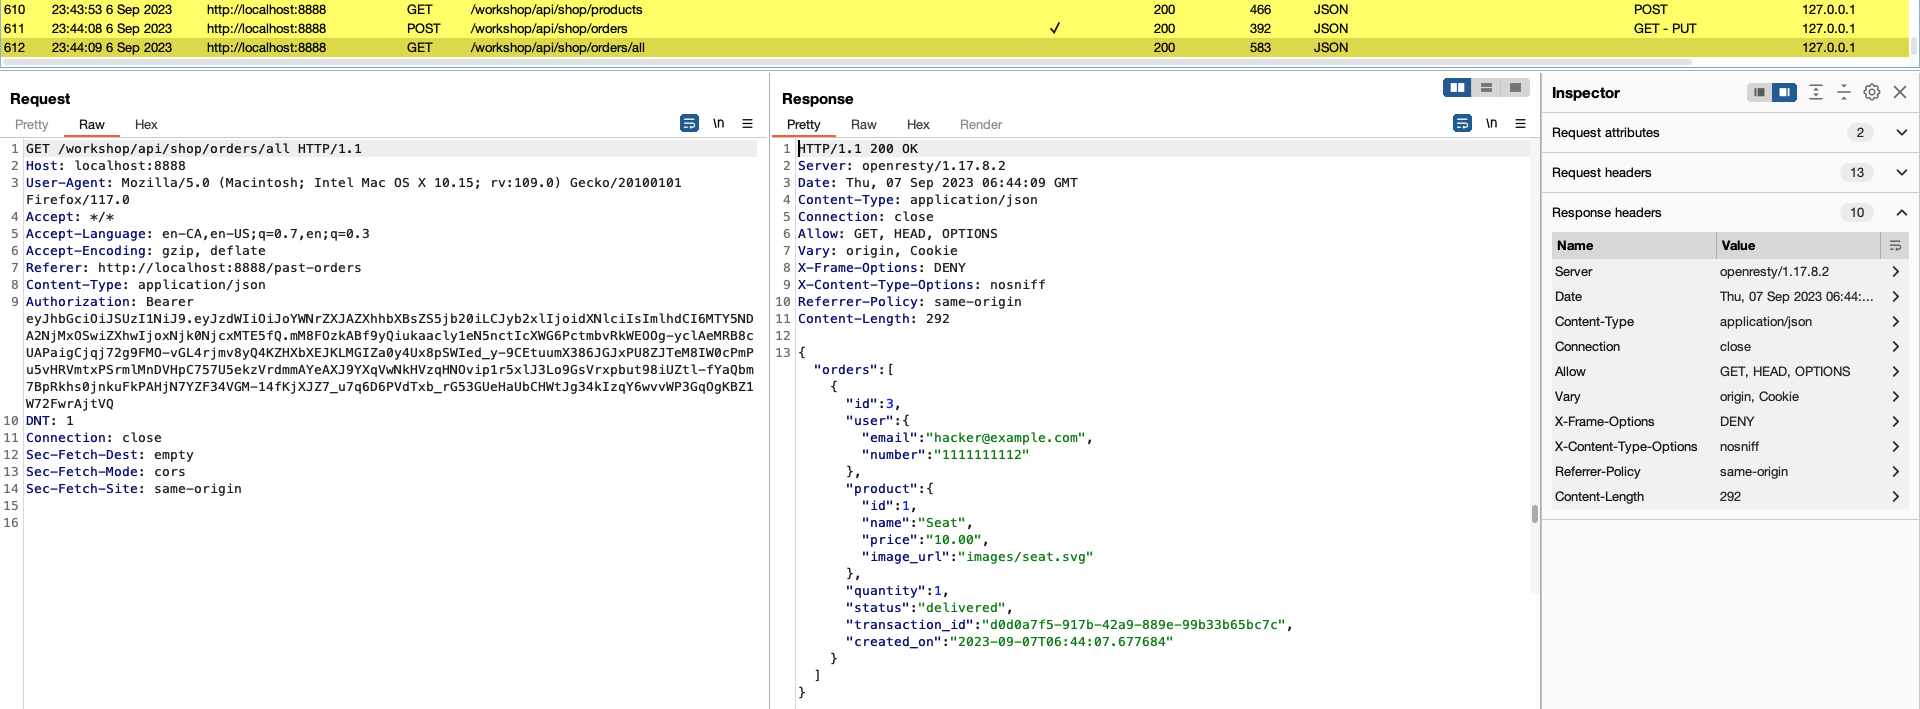 610 23:43:53 6 Sep 2023 http://localhost:8888 GET /workshop/api/shop/products 200 466 JSON POST 127.0.0.1
611 23:44:08 6 Sep 2023 http://localhost:8888 POST /workshop/api/shop/orders ✓ 200 392 JSON GET - PUT 127.0.0.1
612 23:44:09 6 Sep 2023 http://localhost:8888 GET /workshop/api/shop/orders/all 200 583 JSON 127.0.0.1
Request
Pretty Raw Hex \n
1 GET /workshop/api/shop/orders/all HTTP/1.1
2 Host: localhost:8888
3 User-Agent: Mozilla/5.0 (Macintosh; Intel Mac OS X 10.15; rv:109.0) Gecko/20100101
Firefox/117.0
4 Accept: */*
5 Accept-Language: en-CA,en-US;q=0.7,en;q=0.3
6 Accept-Encoding: gzip, deflate
7 Referer: http://localhost:8888/past-orders
8 Content-Type: application/json
9 Authorization: Bearer
eyJhbGciOiJSUzI1NiJ9.eyJzdWIiOiJoYWNrZXJAZXhhbXBsZS5jb20iLCJyb2xlIjoidXNlciIsImlhdCI6MTY5ND
A2NjMxOSwiZXhwIjoxNjk0NjcxMTE5fQ.mM8FOzkABf9yQiukaacly1eN5nctIcXWG6PctmbvRkWEOOg-yclAeMRB8c
UAPaigCjqj72g9FMO-vGL4rjmv8yQ4KZHXbXEJKLMGIZa0y4Ux8pSWIed_y-9CEtuumX386JGJxPU8ZJTeM8IW0cPmP
u5vHRVmtxPSrmlMnDVHpC757U5ekzVrdmmAYeAXJ9YXqVwNkHVzqHNOvip1r5xlJ3Lo9GsVrxpbut98iUZtl-fYaQbm
7BpRkhs0jnkuFkPAHjN7YZF34VGM-14fKjXJZ7_u7q6D6PVdTxb_rG53GUeHaUbCHWtJg34kIzqY6wvvWP3GqOgKBZ1
W72FwrAjtVQ
10 DNT: 1
11 Connection: close
12 Sec-Fetch-Dest: empty
13 Sec-Fetch-Mode: cors
14 Sec-Fetch-Site: same-origin
15
16
Response
Pretty Raw Hex Render \n
1 HTTP/1.1 200 OK
2 Server: openresty/1.17.8.2
3 Date: Thu, 07 Sep 2023 06:44:09 GMT
4 Content-Type: application/json
5 Connection: close
6 Allow: GET, HEAD, OPTIONS
7 Vary: origin, Cookie
8 X-Frame-Options: DENY
9 X-Content-Type-Options: nosniff
10 Referrer-Policy: same-origin
11 Content-Length: 292
12
13 {
"orders":[
{
"id":3,
"user":{
"email":"hacker@example.com",
"number":"1111111112"
},
"product":{
"id":1,
"name":"Seat",
"price":"10.00",
"image_url":"images/seat.svg"
},
"quantity":1,
"status":"delivered",
"transaction_id":"d0d0a7f5-917b-42a9-889e-99b33b65bc7c",
"created_on":"2023-09-07T06:44:07.677684"
}
]
}
Inspector
Request attributes 2
Request headers 13
Response headers 10
Name Value
Server openresty/1.17.8.2
Date Thu, 07 Sep 2023 06:44:...
Content-Type application/json
Connection close
Allow GET, HEAD, OPTIONS
Vary origin, Cookie
X-Frame-Options DENY
X-Content-Type-Options nosniff
Referrer-Policy same-origin
Content-Length 292